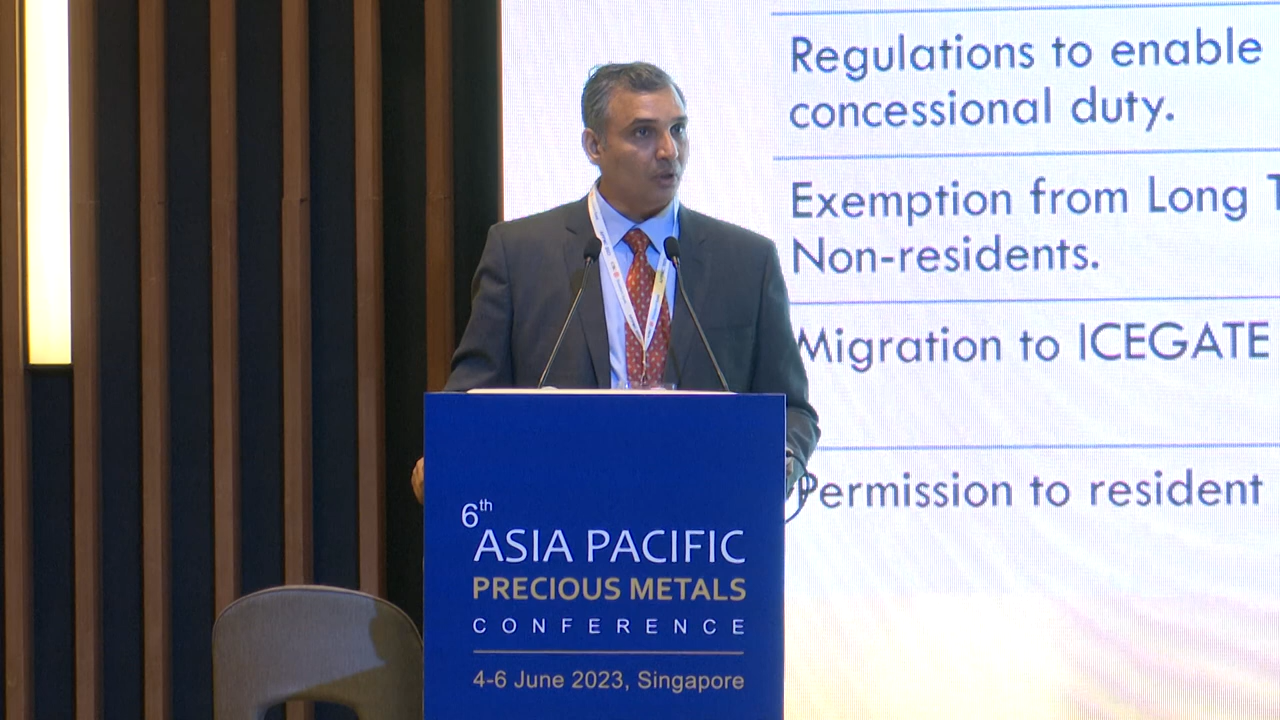 Regulations to enable
concessional duty.
Exemption from Long
Non-residents.
Migration to ICEGATE
Permission to resident
6th
ASIA PACIFIC
PRECIOUS METALS
CONFERENCE
4-6 June 2023, Singapore